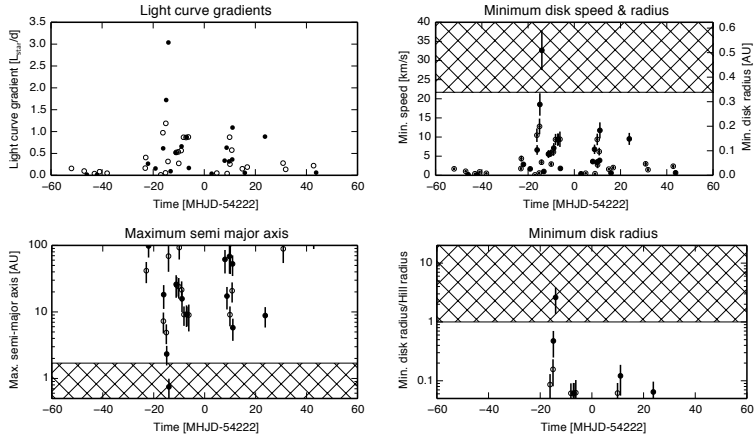 Light curve gradients
Light curve gradient [L_star/d]
3.5
3.0
2.5
2.0
1.5
1.0
0.5
0.0
−60 −40 −20 0 20 40 60
Time [MHJD-54222]
Minimum disk speed & radius
Min. speed [km/s]
40
35
30
25
20
15
10
5
0
0.6
0.5
0.4
0.3
0.2
0.1
0.0
Min. disk radius [AU]
−60 −40 −20 0 20 40 60
Time [MHJD-54222]
Maximum semi major axis
Max. semi-major axis [AU]
100
10
1
−60 −40 −20 0 20 40 60
Time [MHJD-54222]
Minimum disk radius
Min. disk radius/Hill radius
10
1
0.1
−60 −40 −20 0 20 40 60
Time [MHJD-54222]